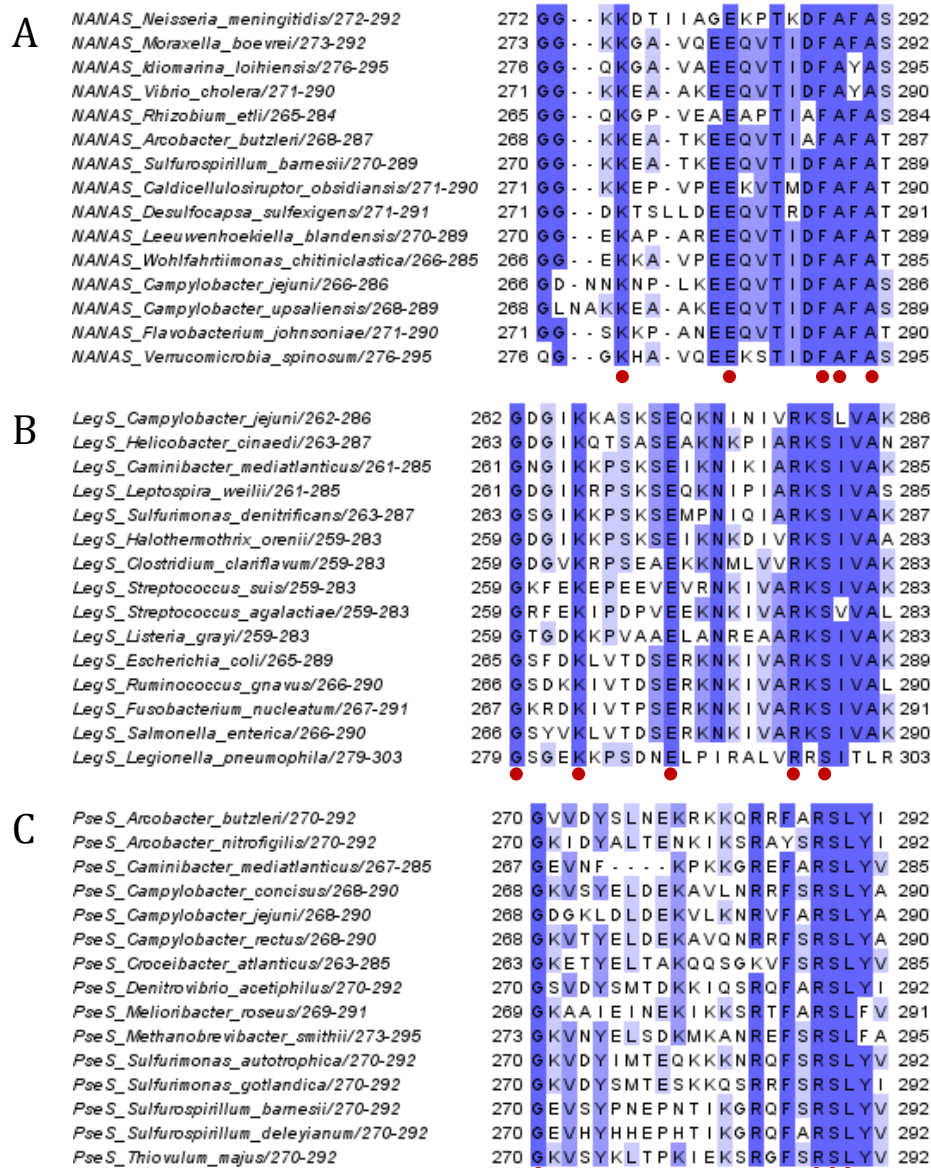 A
NANAS_Neisseria_meningitidis/272-292 272 GG--KKDTIIAGEKPTKDFAFAS 292
NANAS_Moraxella_boevrei/273-292 273 GG--KKGA-VQEEQVTIDFAFAS 292
NANAS_Idiomarina_loihiensis/276-295 276 GG--QKGA-VAEEQVTIDFAYAS 295
NANAS_Vibrio_cholera/271-290 271 GG--KKEA-AKEEQVTIDFAYAS 290
NANAS_Rhizobium_etli/265-284 265 GG--QKGP-VEAEAPTIAFAFAS 284
NANAS_Arcobacter_butzleri/268-287 268 GG--KKEA-TKEEQVTIAFAFAT 287
NANAS_Sulfurospirillum_barnesii/270-289 270 GG--KKEA-TKEEQVTIDFAFAT 289
NANAS_Caldicellulosiruptor_obsidiansis/271-290 271 GG--KKEP-VPEEKVTMDFAFAT 290
NANAS_Desulfocapsa_sulfexigens/271-291 271 GG--DKTSLLDEEQVTRDFAFAT 291
NANAS_Leeuwenhoekiella_blandensis/270-289 270 GG--EKAP-AREEQVTIDFAFAT 289
NANAS_Wohlfahrtiimonas_chitiniclastica/266-285 266 GG--EKKA-VPEEQVTIDFAFAT 285
NANAS_Campylobacter_jejuni/266-286 266 GD-NNKNP-LKEEQVTIDFAFAS 286
NANAS_Campylobacter_upsaliensis/268-289 268 GLNAKKEA-AKEEQVTIDFAFAS 289
NANAS_Flavobacterium_johnsoniae/271-290 271 GG--SKKP-ANEEQVTIDFAFAT 290
NANAS_Verrucomicrobia_spinosum/276-295 276 QG--GKHA-VQEEKSTIDFAFAS 295
B
LegS_Campylobacter_jejuni/262-286 262 GDGIKKASKSEQKNINIVRKSLVAK 286
LegS_Helicobacter_cinaedi/263-287 263 GDGIKQTSASEAKNKPIARKSIVAN 287
LegS_Caminibacter_mediatlanticus/261-285 261 GNGIKKPSKSEIKNIKIARKSIVAK 285
LegS_Leptospira_weilii/261-285 261 GDGIKRPSKSEQKNIPIARKSIVAS 285
LegS_Sulfurimonas_denitrificans/263-287 263 GSGIKKPSKSEMPNIQIARKSIVAK 287
LegS_Halothermothrix_orenii/259-283 259 GDGIKKPSKSEIKNKDIVRKSIVAA 283
LegS_Clostridium_clariflavum/259-283 259 GDGVKRPSEAEKKNMLVVRKSIVAK 283
LegS_Streptococcus_suis/259-283 259 GKFEKEPEEVEVRNKIVARKSIVAK 283
LegS_Streptococcus_agalactiae/259-283 259 GRFEKIPDPVEEKNKIVARKSVVAL 283
LegS_Listeria_grayi/259-283 259 GTGDKKPVAAELANREAARKSIVAK 283
LegS_Escherichia_coli/265-289 265 GSFDKLVTDSERKNKIVARKSIVAK 289
LegS_Ruminococcus_gnavus/266-290 266 GSDKKIVTDSERKNKIVARKSIVAL 290
LegS_Fusobacterium_nucleatum/267-291 267 GKRDKIVTPSERKNKIVARKSIVAK 291
LegS_Salmonella_enterica/266-290 266 GSYVKLVTDSERKNKIVARKSIVAK 290
LegS_Legionella_pneumophila/279-303 279 GSGEKKPSDNELPIRALVRRSITLR 303
C
PseS_Arcobacter_butzleri/270-292 270 GVVDYSLNEKRKKQRRFARSLYI 292
PseS_Arcobacter_nitrofigilis/270-292 270 GKIDYALTENKIKSRAYSRSLYI 292
PseS_Caminibacter_mediatlanticus/267-285 267 GEVNF----KPKKGREFARSLYV 285
PseS_Campylobacter_concisus/268-290 268 GKVSYELDEKAVLNRRFSRSLYA 290
PseS_Campylobacter_jejuni/268-290 268 GDGKLDLDEKVLKNRVFARSLYA 290
PseS_Campylobacter_rectus/268-290 268 GKVTYELDEKAVQNRRFSRSLYA 290
PseS_Croceibacter_atlanticus/263-285 263 GKETYELTAKQQSGKVFSRSLYV 285
PseS_Denitrovibrio_acetiphilus/270-292 270 GSVDYSMTDKKIQSRQFARSLYI 292
PseS_Melioribacter_roseus/269-291 269 GKAAIEINEKIKKSRTFARSLFV 291
PseS_Methanobrevibacter_smithii/273-295 273 GKVNYELSDKMKANREFSRSLFA 295
PseS_Sulfurimonas_autotrophica/270-292 270 GKVDYIMTEQKKKNRQFSRSLYV 292
PseS_Sulfurimonas_gotlandica/270-292 270 GKVDYSMTESKKQSRRFSRSLYI 292
PseS_Sulfurospirillum_barnesii/270-292 270 GEVSYPNEPNTIKGRQFSRSLYV 292
PseS_Sulfurospirillum_deleyianum/270-292 270 GEVHYHHEPHTIKGRQFARSLYV 292
PseS_Thiovulum_majus/270-292 270 GKVSYKLTPKIEKSRGFSRSLYV 292